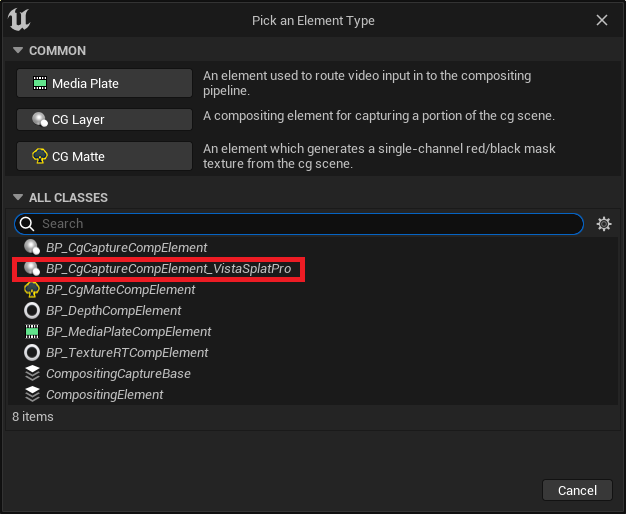 Pick an Element Type
COMMON
Media Plate
An element used to route video input in to the compositing
pipeline.
CG Layer
A compositing element for capturing a portion of the cg scene.
CG Matte
An element which generates a single-channel red/black mask
texture from the cg scene.
ALL CLASSES
Search
BP_CgCaptureCompElement
BP_CgCaptureCompElement_VistaSplatPro
BP_CgMatteCompElement
BP_DepthCompElement
BP_MediaPlateCompElement
BP_TextureRTCompElement
CompositingCaptureBase
CompositingElement
8 items
Cancel